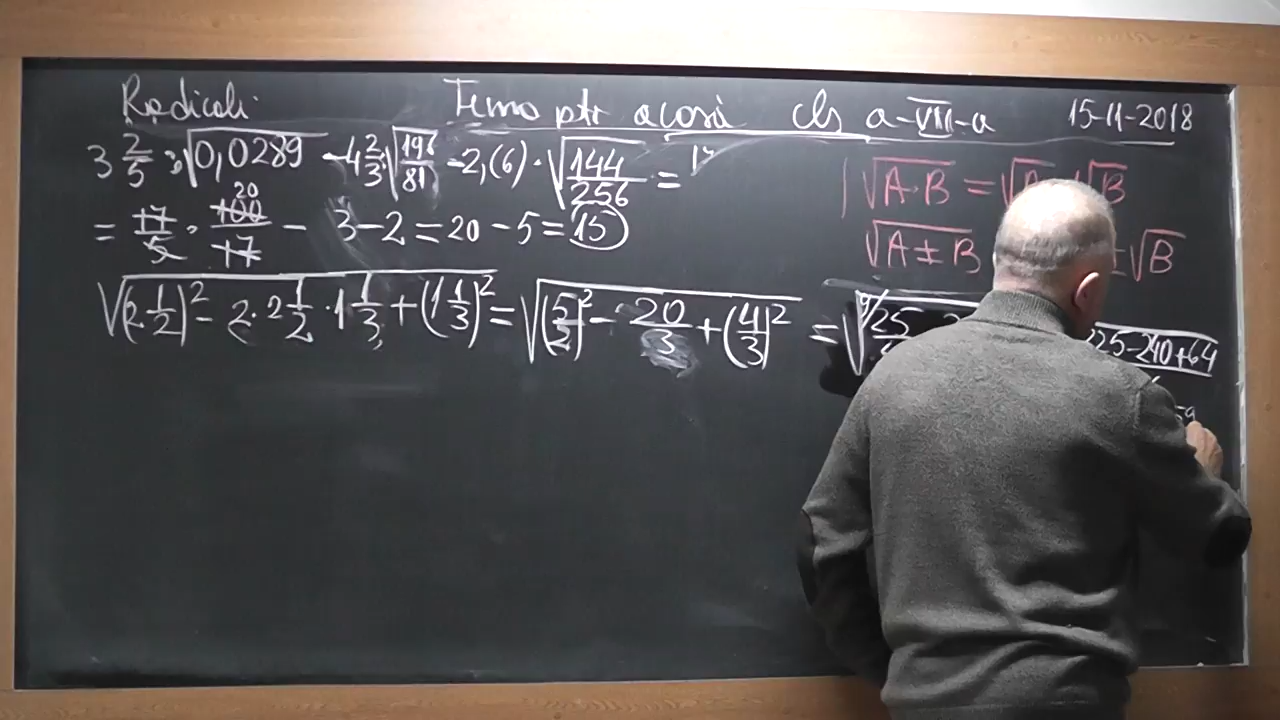 Radicali Tema ptr acasă cls a-VIII-a 15-11-2018
3 2/5 : √0,0289 - 4 2/3 : √(196/81) - 2,(6) · √(144/256) =
= 17/5 · 100/17 20 - 3 - 2 = 20 - 5 = 15
√A·B = √A · √B
√A ± B ± √B
√((2 1/2)² - 2 · 2 1/2 · 1 1/3 + (1 1/3)²) = √((5/2)² - 20/3 + (4/3)²) = √(25 225-240+64